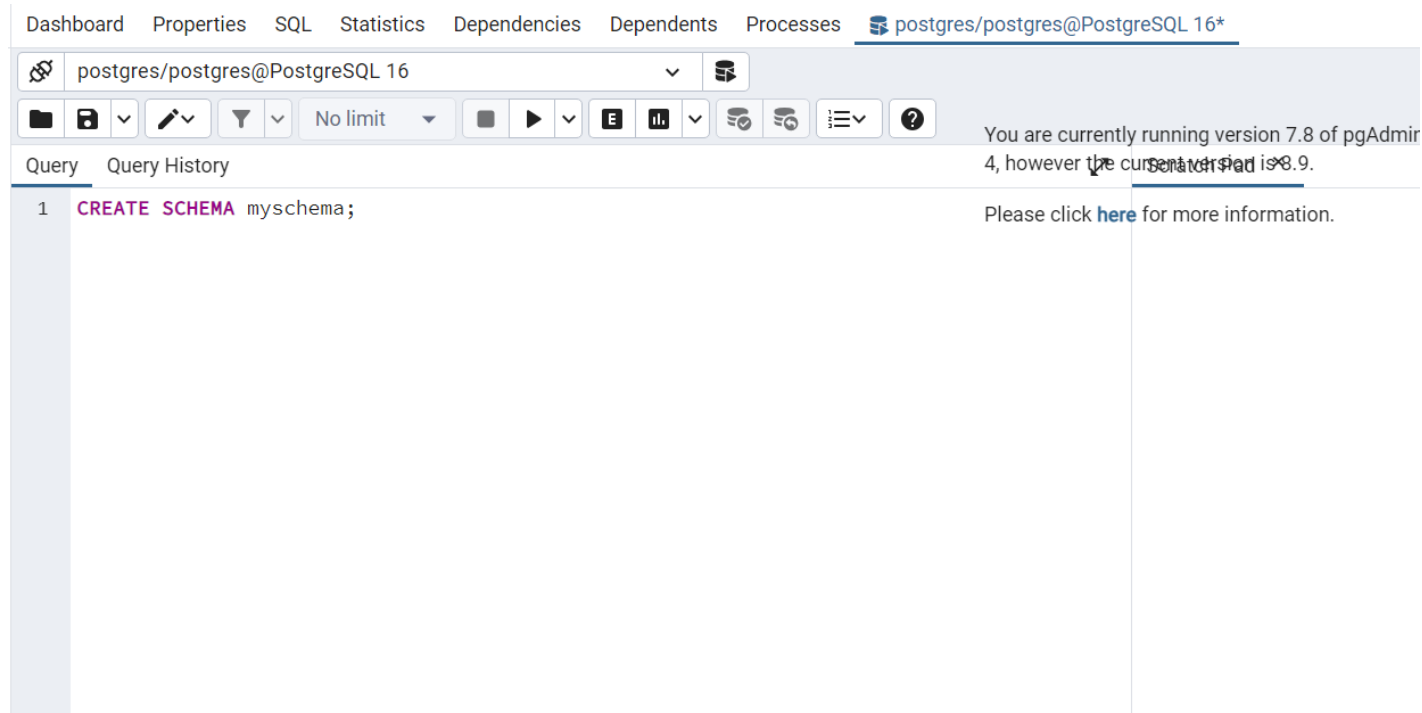 Dashboard Properties SQL Statistics Dependencies Dependents Processes postgres/postgres@PostgreSQL 16*
postgres/postgres@PostgreSQL 16
No limit E ?
You are currently running version 7.8 of pgAdmin
Query Query History
4, however the current version is 8.9.
Scratch Pad
1 CREATE SCHEMA myschema;
Please click here for more information.